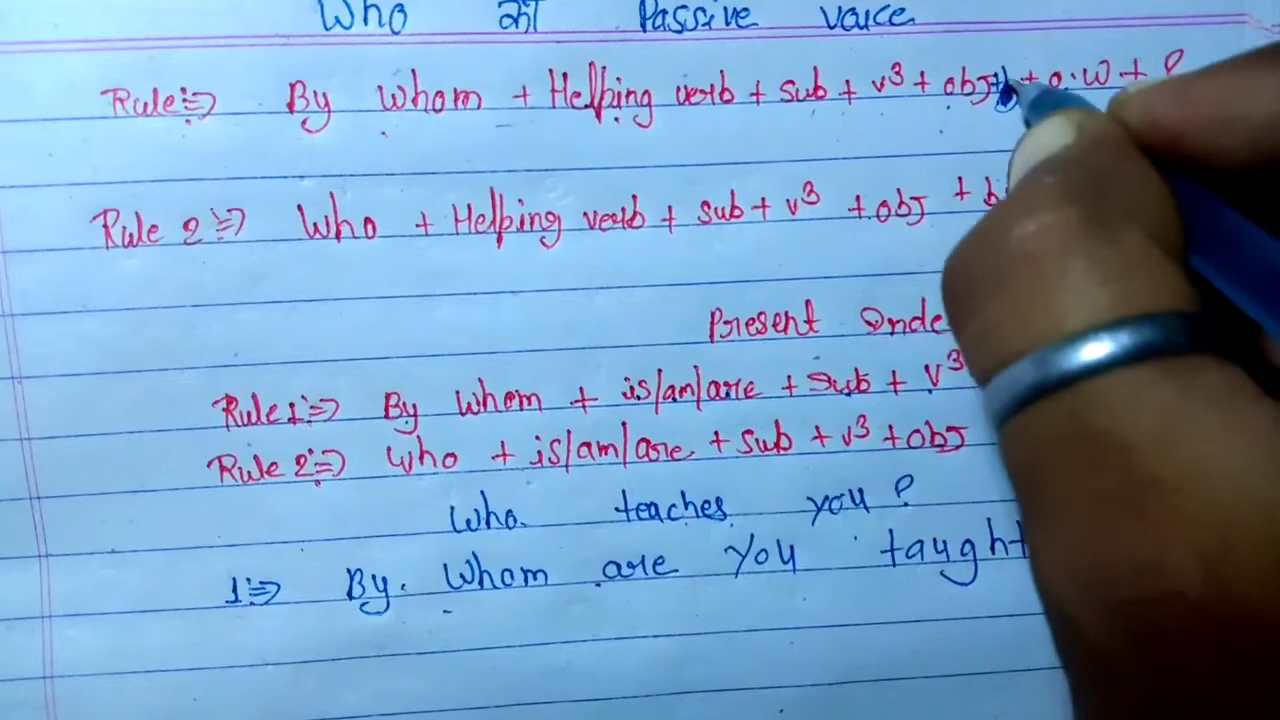 Who का Passive voice
Rule:⇒ By whom + Helping verb + sub + v³ + obj + o.w + ?
Rule 2⇒ Who + Helping verb + sub + v³ + obj + b
Present Inde
Rule 1⇒ By whom + is/am/are + sub + V³
Rule 2⇒ who + is/am/are + sub + v³ + obj
Who teaches you ?
1⇒ By whom are you taught